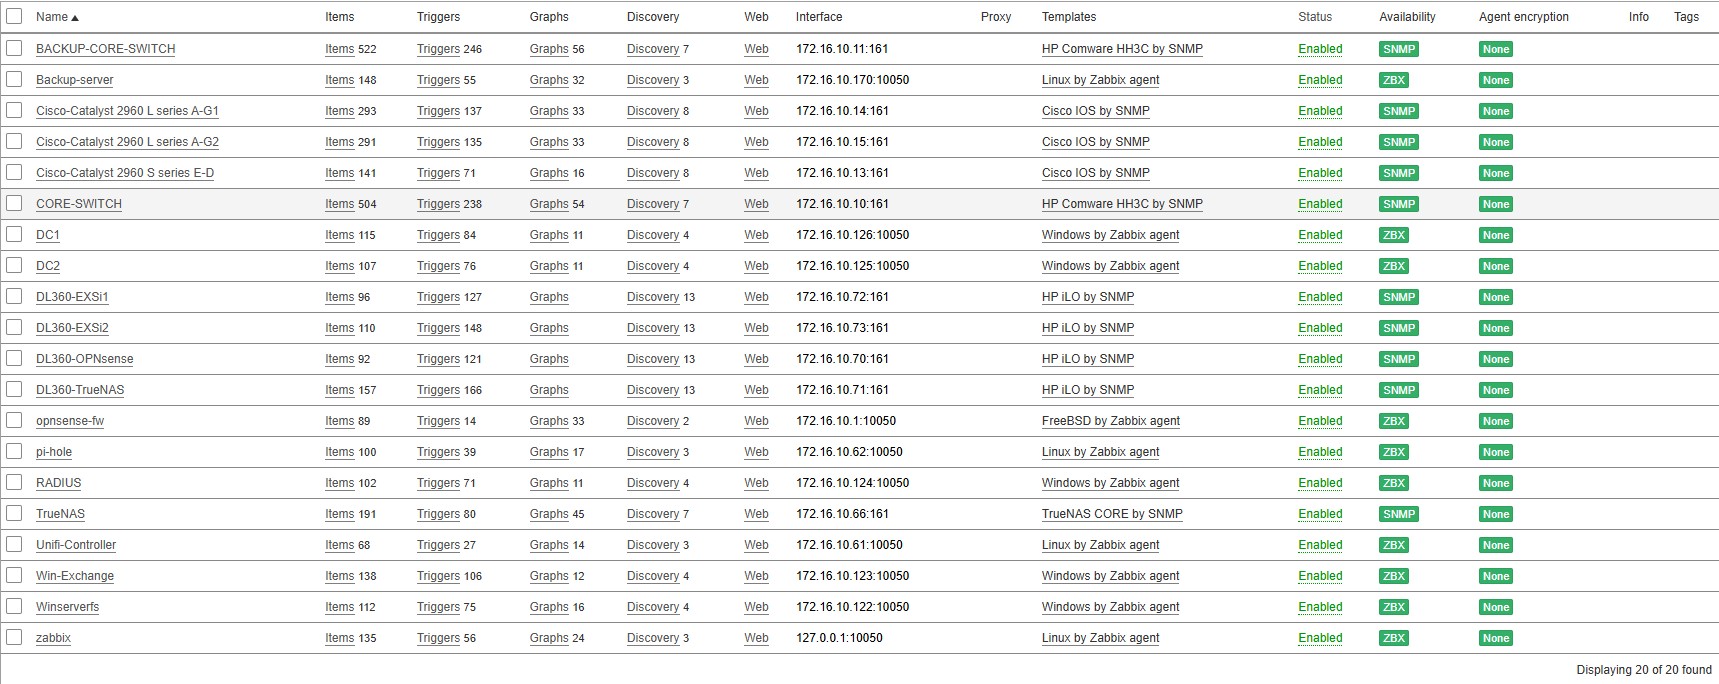 Name Items Triggers Graphs Discovery Web Interface Proxy Templates Status Availability Agent encryption Info Tags
BACKUP-CORE-SWITCH Items 522 Triggers 246 Graphs 56 Discovery 7 Web 172.16.10.11:161 HP Comware HH3C by SNMP Enabled SNMP None
Backup-server Items 148 Triggers 55 Graphs 32 Discovery 3 Web 172.16.10.170:10050 Linux by Zabbix agent Enabled ZBX None
Cisco-Catalyst 2960 L series A-G1 Items 293 Triggers 137 Graphs 33 Discovery 8 Web 172.16.10.14:161 Cisco IOS by SNMP Enabled SNMP None
Cisco-Catalyst 2960 L series A-G2 Items 291 Triggers 135 Graphs 33 Discovery 8 Web 172.16.10.15:161 Cisco IOS by SNMP Enabled SNMP None
Cisco-Catalyst 2960 S series E-D Items 141 Triggers 71 Graphs 16 Discovery 8 Web 172.16.10.13:161 Cisco IOS by SNMP Enabled SNMP None
CORE-SWITCH Items 504 Triggers 238 Graphs 54 Discovery 7 Web 172.16.10.10:161 HP Comware HH3C by SNMP Enabled SNMP None
DC1 Items 115 Triggers 84 Graphs 11 Discovery 4 Web 172.16.10.126:10050 Windows by Zabbix agent Enabled ZBX None
DC2 Items 107 Triggers 76 Graphs 11 Discovery 4 Web 172.16.10.125:10050 Windows by Zabbix agent Enabled ZBX None
DL360-EXSi1 Items 96 Triggers 127 Graphs Discovery 13 Web 172.16.10.72:161 HP iLO by SNMP Enabled SNMP None
DL360-EXSi2 Items 110 Triggers 148 Graphs Discovery 13 Web 172.16.10.73:161 HP iLO by SNMP Enabled SNMP None
DL360-OPNsense Items 92 Triggers 121 Graphs Discovery 13 Web 172.16.10.70:161 HP iLO by SNMP Enabled SNMP None
DL360-TrueNAS Items 157 Triggers 166 Graphs Discovery 13 Web 172.16.10.71:161 HP iLO by SNMP Enabled SNMP None
opnsense-fw Items 89 Triggers 14 Graphs 33 Discovery 2 Web 172.16.10.1:10050 FreeBSD by Zabbix agent Enabled ZBX None
pi-hole Items 100 Triggers 39 Graphs 17 Discovery 3 Web 172.16.10.62:10050 Linux by Zabbix agent Enabled ZBX None
RADIUS Items 102 Triggers 71 Graphs 11 Discovery 4 Web 172.16.10.124:10050 Windows by Zabbix agent Enabled ZBX None
TrueNAS Items 191 Triggers 80 Graphs 45 Discovery 7 Web 172.16.10.66:161 TrueNAS CORE by SNMP Enabled SNMP None
Unifi-Controller Items 68 Triggers 27 Graphs 14 Discovery 3 Web 172.16.10.61:10050 Linux by Zabbix agent Enabled ZBX None
Win-Exchange Items 138 Triggers 106 Graphs 12 Discovery 4 Web 172.16.10.123:10050 Windows by Zabbix agent Enabled ZBX None
Winserverfs Items 112 Triggers 75 Graphs 16 Discovery 4 Web 172.16.10.122:10050 Windows by Zabbix agent Enabled ZBX None
zabbix Items 135 Triggers 56 Graphs 24 Discovery 3 Web 127.0.0.1:10050 Linux by Zabbix agent Enabled ZBX None
Displaying 20 of 20 found